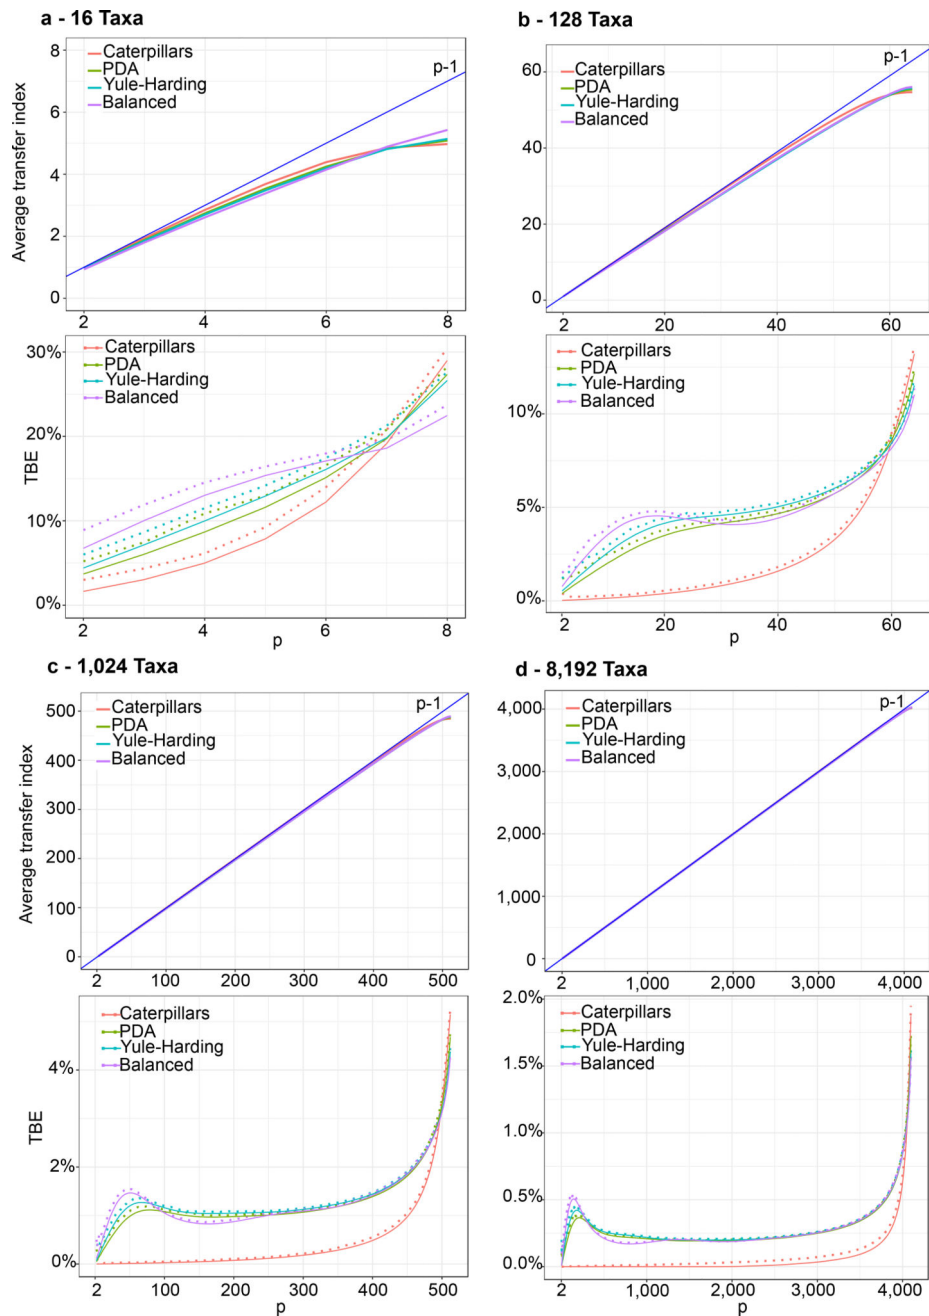 a - 16 Taxa
8
6
4
2
0
Average transfer index
Caterpillars
PDA
Yule-Harding
Balanced
p-1
2
4
6
8
30%
20%
10%
0%
TBE
Caterpillars
PDA
Yule-Harding
Balanced
2
4
6
8
p
b - 128 Taxa
60
40
20
0
Caterpillars
PDA
Yule-Harding
Balanced
p-1
2
20
40
60
10%
5%
0%
Caterpillars
PDA
Yule-Harding
Balanced
2
20
40
60
p
c - 1,024 Taxa
500
400
300
200
100
0
Average transfer index
Caterpillars
PDA
Yule-Harding
Balanced
p-1
2
100
200
300
400
500
4%
2%
0%
TBE
Caterpillars
PDA
Yule-Harding
Balanced
2
100
200
300
400
500
p
d - 8,192 Taxa
4,000
3,000
2,000
1,000
0
Caterpillars
PDA
Yule-Harding
Balanced
p-1
2
1,000
2,000
3,000
4,000
2.0%
1.5%
1.0%
0.5%
0.0%
Caterpillars
PDA
Yule-Harding
Balanced
2
1,000
2,000
3,000
4,000
p